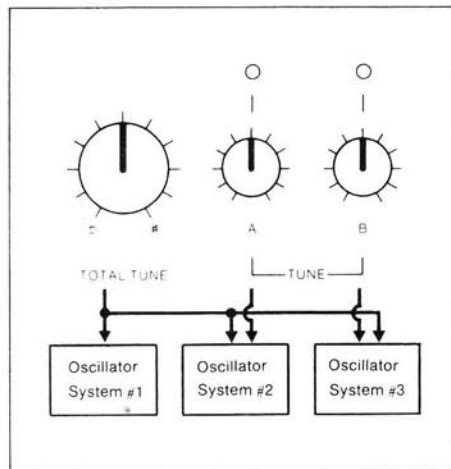 ♭ #
A B
TOTAL TUNE TUNE
Oscillator System #1
Oscillator System #2
Oscillator System #3